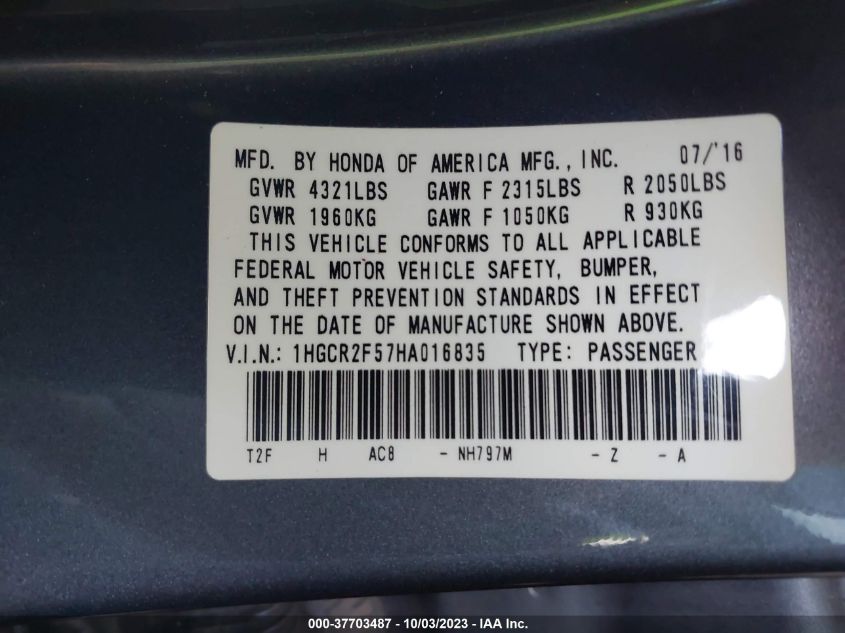 MFD. BY HONDA OF AMERICA MFG., INC. 07/'16
GVWR 4321LBS GAWR F 2315LBS R 2050LBS
GVWR 1960KG GAWR F 1050KG R 930KG
THIS VEHICLE CONFORMS TO ALL APPLICABLE
FEDERAL MOTOR VEHICLE SAFETY, BUMPER,
AND THEFT PREVENTION STANDARDS IN EFFECT
ON THE DATE OF MANUFACTURE SHOWN ABOVE.
V.I.N.: 1HGCR2F57HA016835 TYPE: PASSENGER
T2F H AC8 - NH797M - Z - A
000-37703487 - 10/03/2023 - IAA Inc.